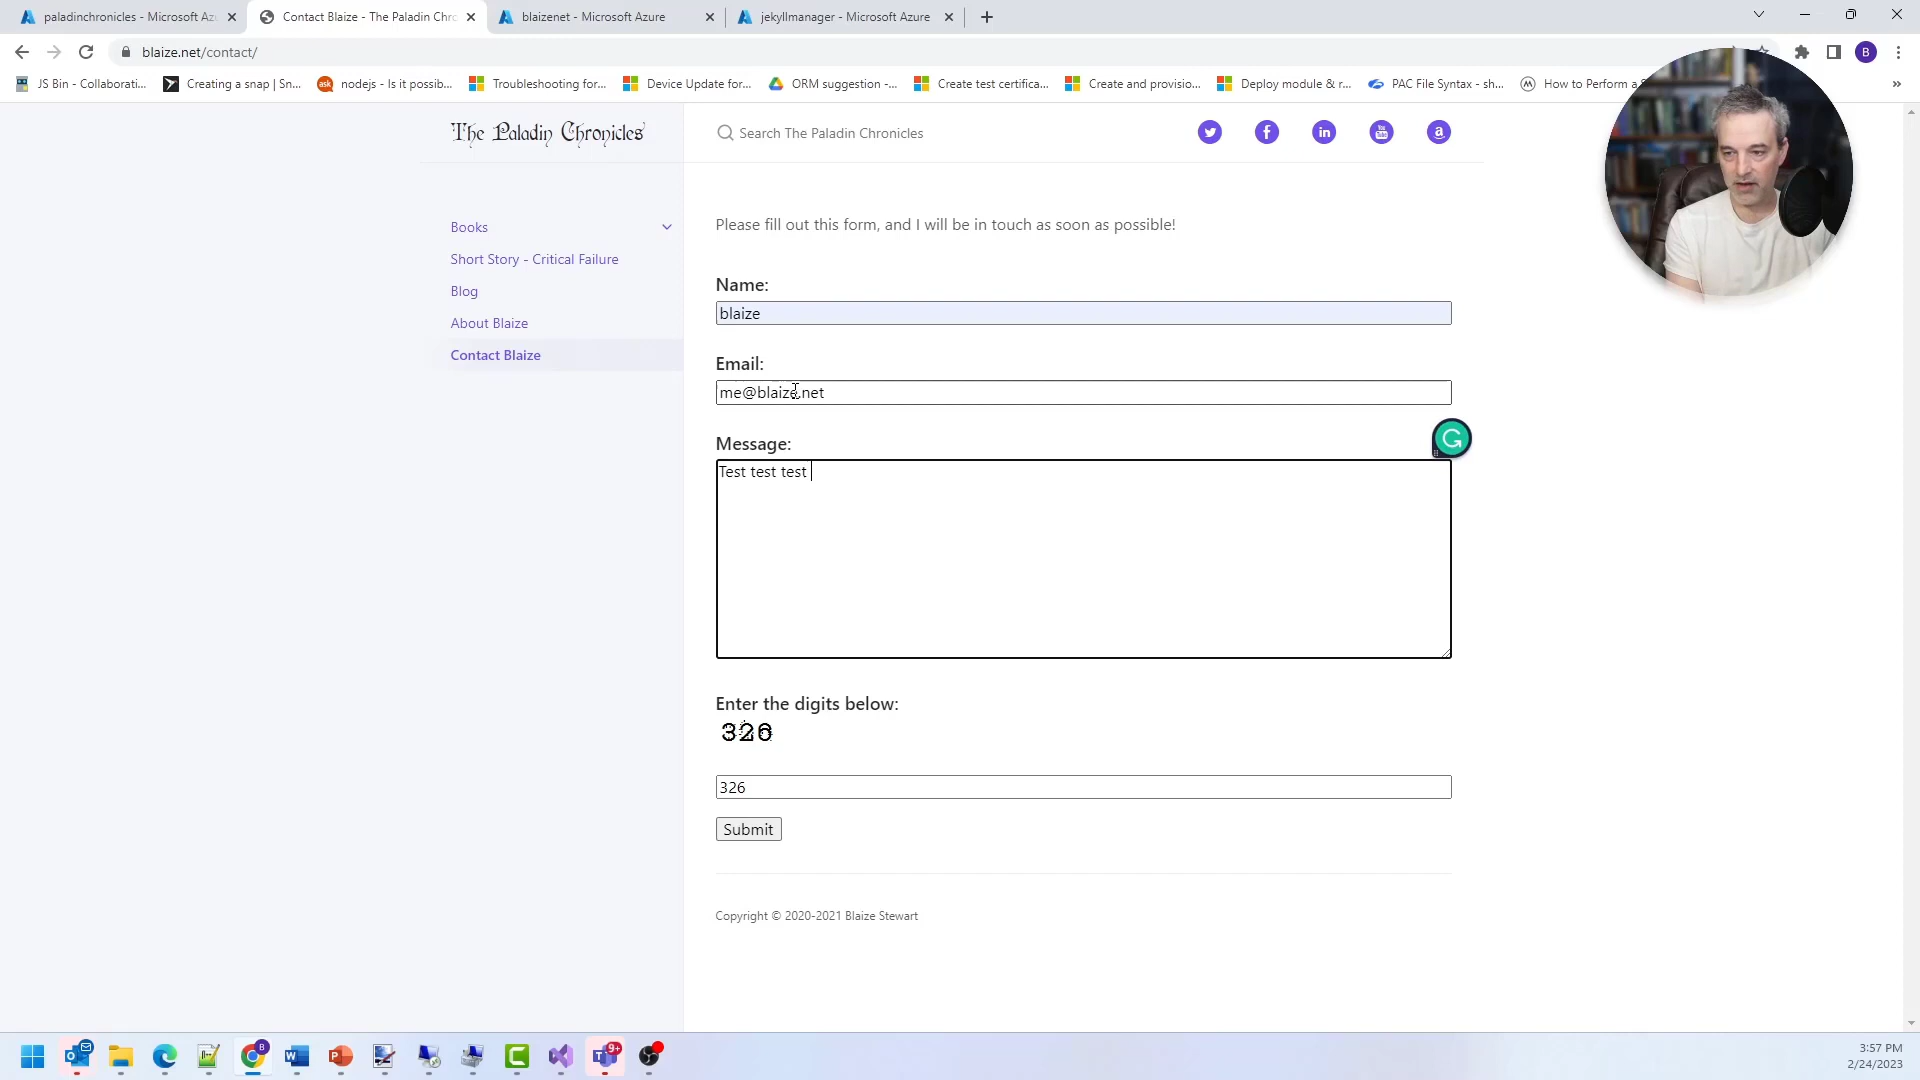 paladinchronicles - Microsoft Azu
Contact Blaize - The Paladin Chro
blaizenet - Microsoft Azure
jekyllmanager - Microsoft Azure
blaize.net/contact/
B
JS Bin - Collaborati...
Creating a snap | Sn...
ask
nodejs - Is it possib...
Troubleshooting for...
Device Update for...
ORM suggestion -...
Create test certifica...
Create and provisio...
Deploy module & r...
PAC File Syntax - sh...
How to Perform a
The Paladin Chronicles
Search The Paladin Chronicles
Books
Short Story - Critical Failure
Blog
About Blaize
Contact Blaize
Please fill out this form, and I will be in touch as soon as possible!
Name:
blaize
Email:
me@blaize.net
Message:
Test test test
Enter the digits below:
326
326
Submit
Copyright © 2020-2021 Blaize Stewart
9+
3:57 PM
2/24/2023